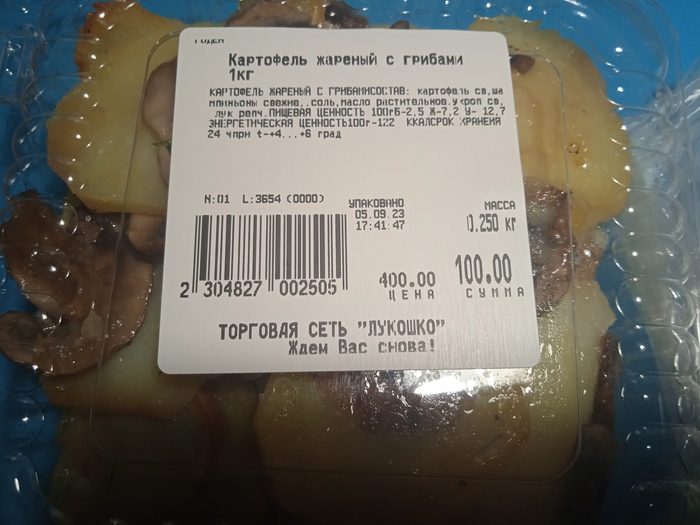 ГОДЕН
Картофель жареный с грибами
1кг
КАРТОФЕЛЬ ЖАРЕНЫЙ С ГРИБАМИСОСТАВ: картофель св,ша
мпиньоны свежие,,соль,масло растительное,укроп св,
лук репч.ПИЩЕВАЯ ЦЕННОСТЬ 100гБ-2,5 Ж-7,2 У- 12,7
ЭНЕРГЕТИЧЕСКАЯ ЦЕННОСТЬ100г-122 ККАЛСРОК ХРАНЕИЯ
24 чпри t-+4...+6 град
N:01 L:3654 (0000)
УПАКОВАНО
05.09.23
17:41:47
МАССА
0.250 кг
2 304827 002505
400.00
ЦЕНА
100.00
СУММА
ТОРГОВАЯ СЕТЬ "ЛУКОШКО"
Ждем Вас снова!